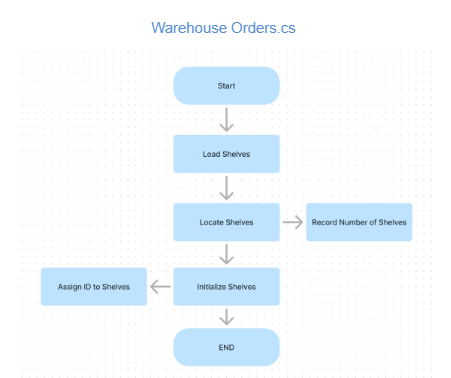 Warehouse Orders.cs
Start
Load Shelves
Locate Shelves
Record Number of Shelves
Assign ID to Shelves
Initialize Shelves
END